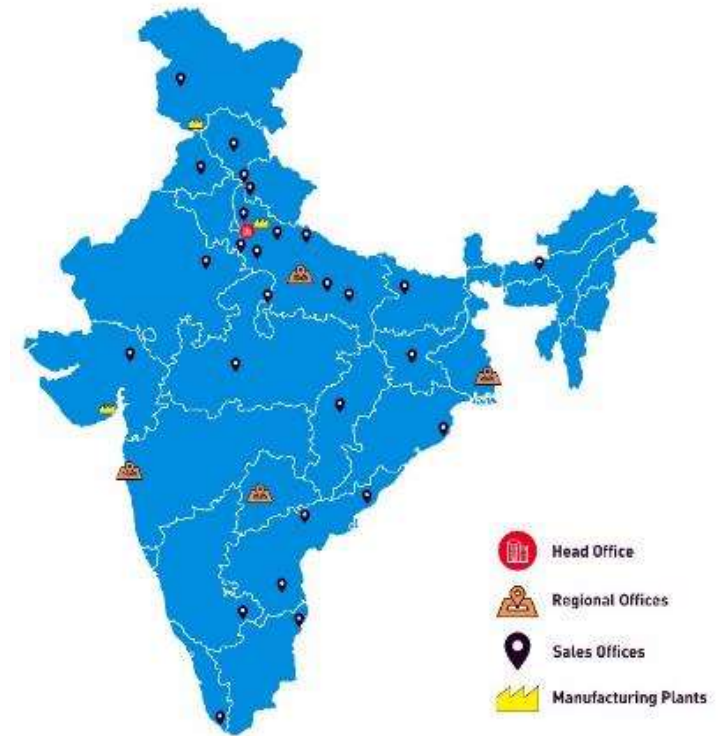 Head Office
Regional Offices
Sales Offices
Manufacturing Plants